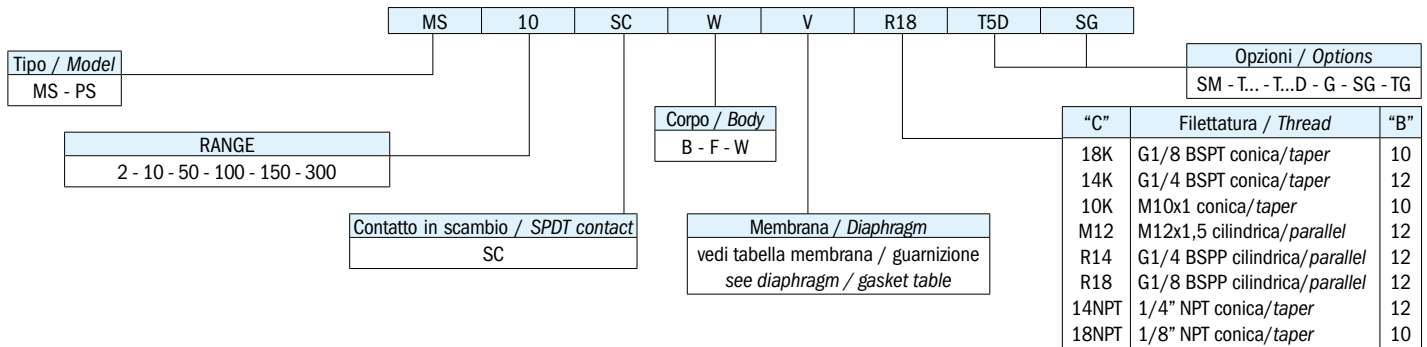 MS 10 SC W V R18 T5D SG
Tipo / Model
MS - PS
Opzioni / Options
SM - T... - T...D - G - SG - TG
RANGE
2 - 10 - 50 - 100 - 150 - 300
Corpo / Body
B - F - W
Contatto in scambio / SPDT contact
SC
Membrana / Diaphragm
vedi tabella membrana / guarnizione
see diaphragm / gasket table
“C” Filettatura / Thread “B”
18K G1/8 BSPT conica/taper 10
14K G1/4 BSPT conica/taper 12
10K M10x1 conica/taper 10
M12 M12x1,5 cilindrica/parallel 12
R14 G1/4 BSPP cilindrica/parallel 12
R18 G1/8 BSPP cilindrica/parallel 12
14NPT 1/4” NPT conica/taper 12
18NPT 1/8” NPT conica/taper 10